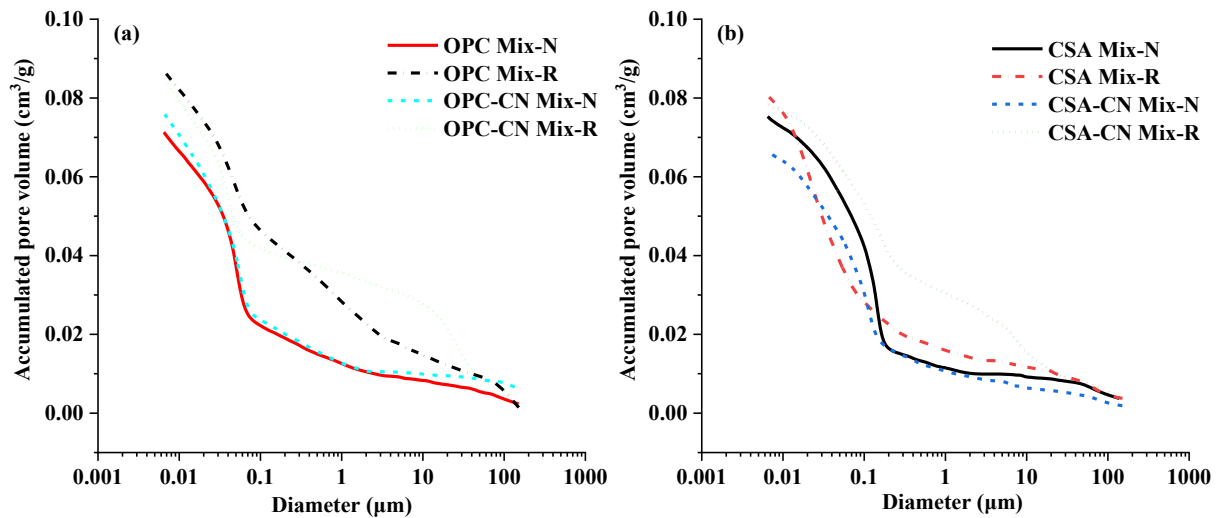 (a)
OPC Mix-N
OPC Mix-R
OPC-CN Mix-N
OPC-CN Mix-R
Accumulated pore volume (cm³/g)
0.10
0.08
0.06
0.04
0.02
0.00
0.001 0.01 0.1 1 10 100 1000
Diameter (μm)
(b)
CSA Mix-N
CSA Mix-R
CSA-CN Mix-N
CSA-CN Mix-R
Accumulated pore volume (cm³/g)
0.10
0.08
0.06
0.04
0.02
0.00
0.001 0.01 0.1 1 10 100 1000
Diameter (μm)